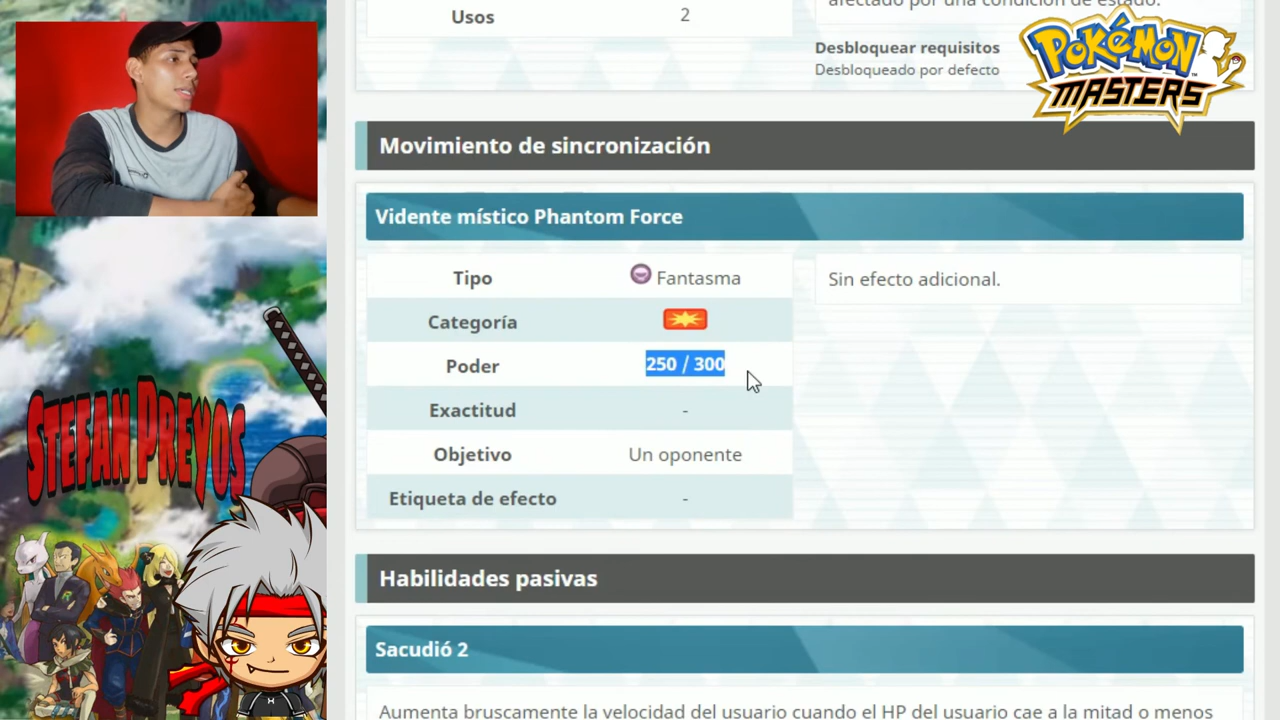 afectado por una condición de estado.
Usos 2
Desbloquear requisitos
Desbloqueado por defecto
POKÉMON
MASTERS
Movimiento de sincronización
Vidente místico Phantom Force
Tipo Fantasma
Sin efecto adicional.
Categoría
Poder 250 / 300
Exactitud -
Objetivo Un oponente
Etiqueta de efecto -
STEFAN PREYOS
Habilidades pasivas
Sacudió 2
Aumenta bruscamente la velocidad del usuario cuando el HP del usuario cae a la mitad o menos